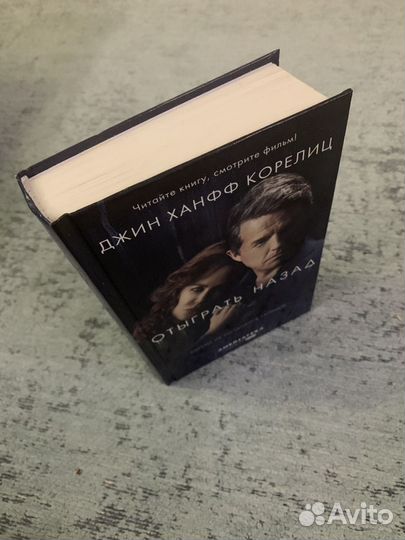 Читайте книгу, смотрите фильм!
ДЖИН ХАНФФ КОРЕЛИЦ
ОТЫГРАТЬ НАЗАД
Avito